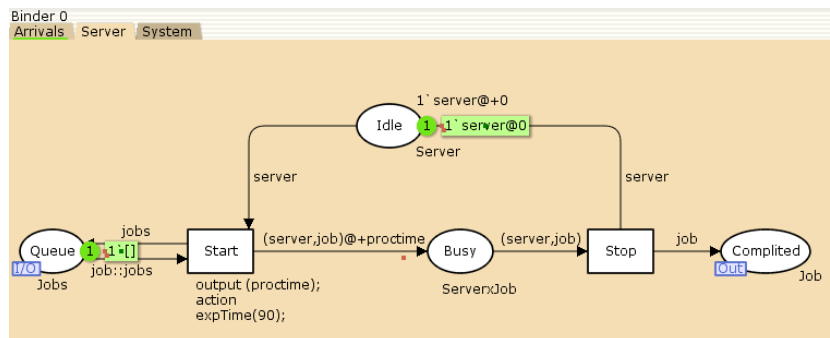 Binder 0
Arrivals Server System
1`server@+0
Idle 1 1`server@0
Server
server server
jobs (server,job)@+proctime (server,job) job
Queue 1 1`[] Start Busy Stop Complited
I/O job::jobs Out
Jobs output (proctime); ServerxJob Job
action
expTime(90);